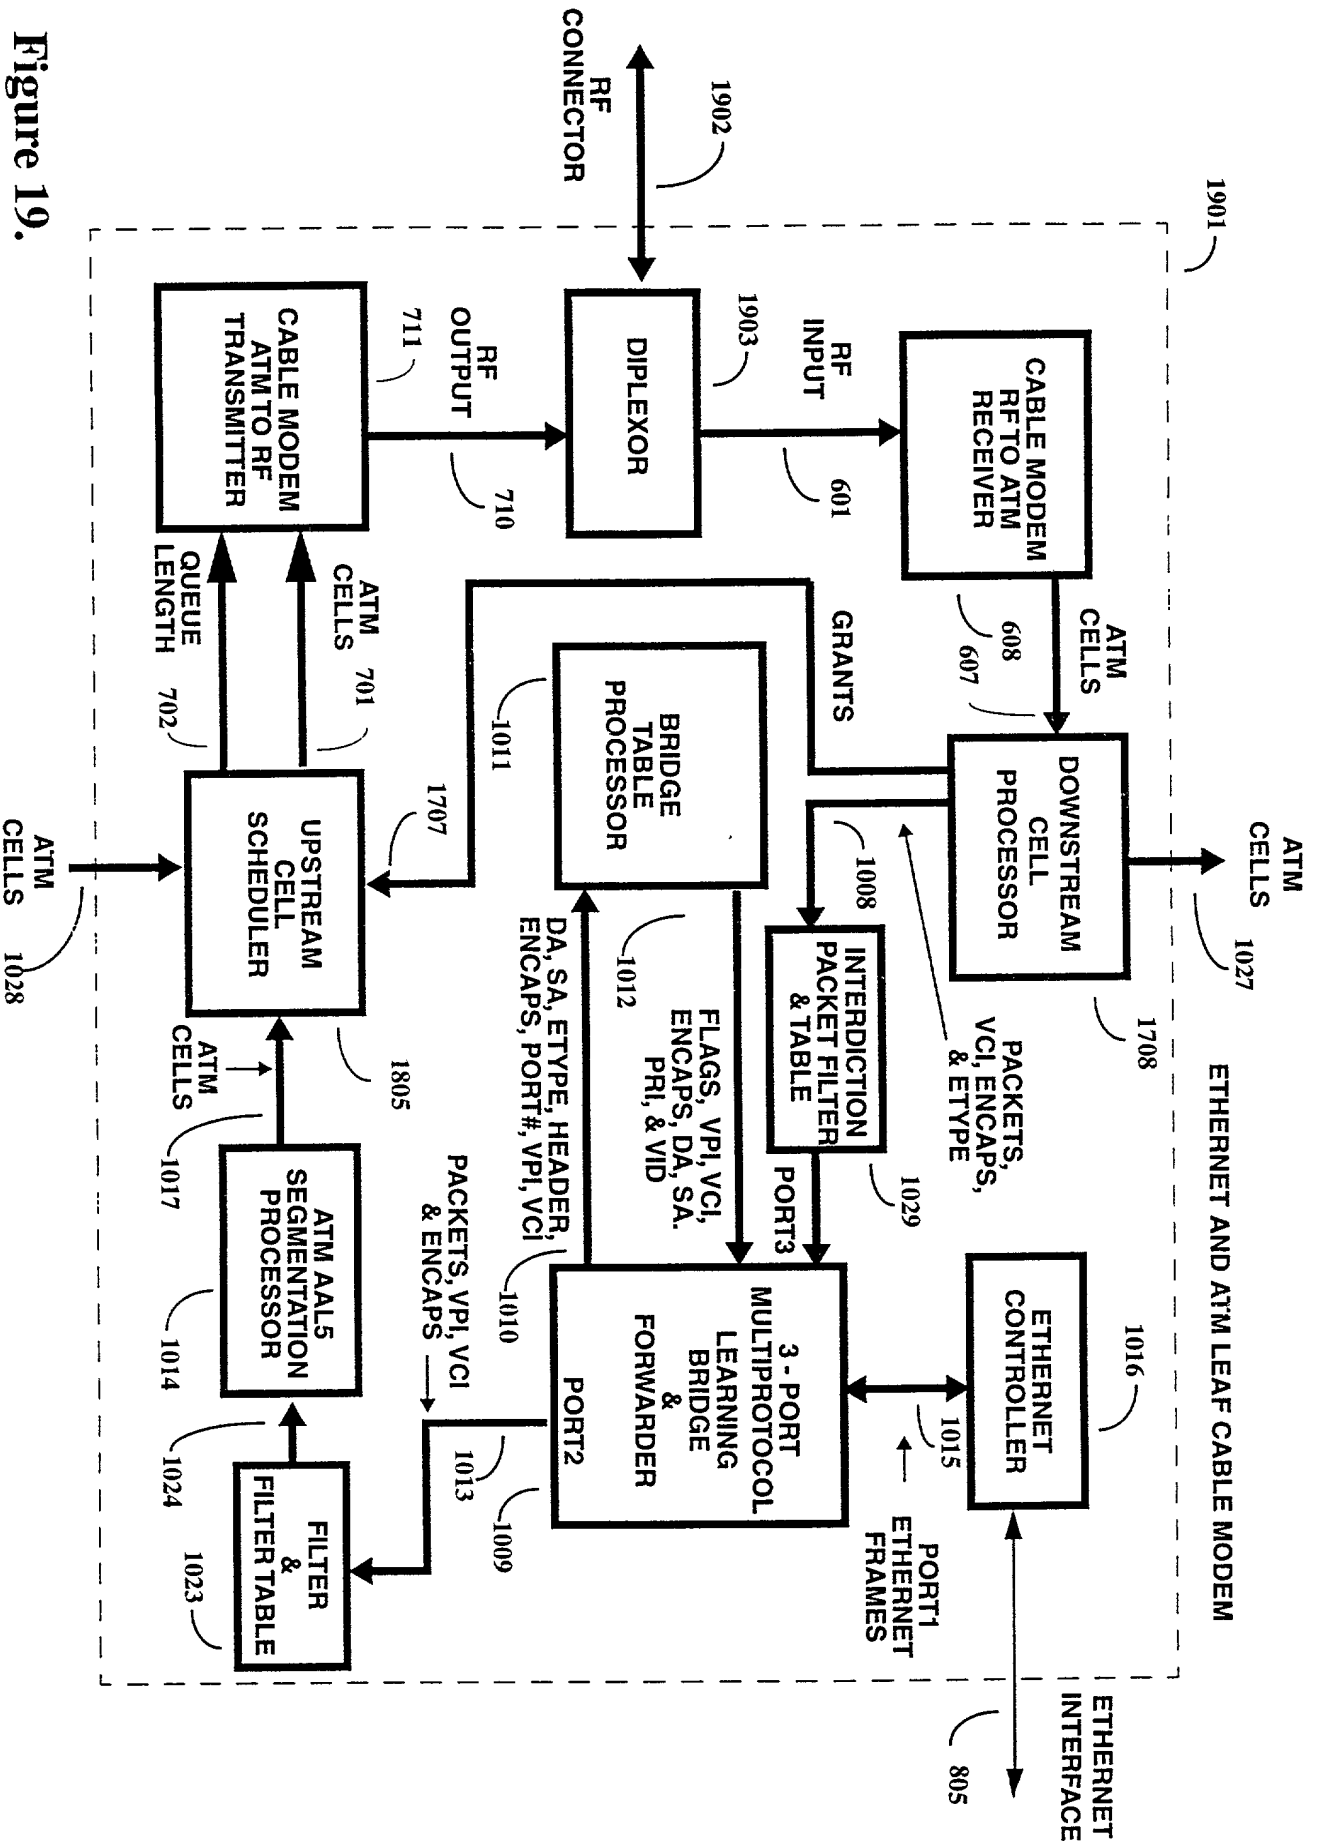 ETHERNET AND ATM LEAF CABLE MODEM
1901
ATM
CELLS
1027
ETHERNET
INTERFACE
805
1902
RF
CONNECTOR
CABLE MODEM
RF TO ATM
RECEIVER
608
ATM
CELLS
607
DOWNSTREAM
CELL
PROCESSOR
1708
1016
ETHERNET
CONTROLLER
1015
PORT1
ETHERNET
FRAMES
RF
INPUT
601
GRANTS
1008
PACKETS,
VCI, ENCAPS,
& ETYPE
INTERDICTION
PACKET FILTER
& TABLE
1029
PORT3
1903
DIPLEXOR
BRIDGE
TABLE
PROCESSOR
1011
1012
FLAGS, VPI, VCI,
ENCAPS, DA, SA.
PRI, & VID
DA, SA, ETYPE, HEADER,
ENCAPS, PORT#, VPI, VCI
1010
3 - PORT
MULTIPROTOCOL
LEARNING
BRIDGE
&
FORWARDER
PORT2
1009
1013
PACKETS, VPI, VCI
& ENCAPS
RF
OUTPUT
710
711
CABLE MODEM
ATM TO RF
TRANSMITTER
ATM
CELLS
701
QUEUE
LENGTH
702
1707
UPSTREAM
CELL
SCHEDULER
1805
ATM
CELLS
1017
ATM AAL5
SEGMENTATION
PROCESSOR
1014
1024
FILTER
&
FILTER TABLE
1023
ATM
CELLS
1028
Figure 19.